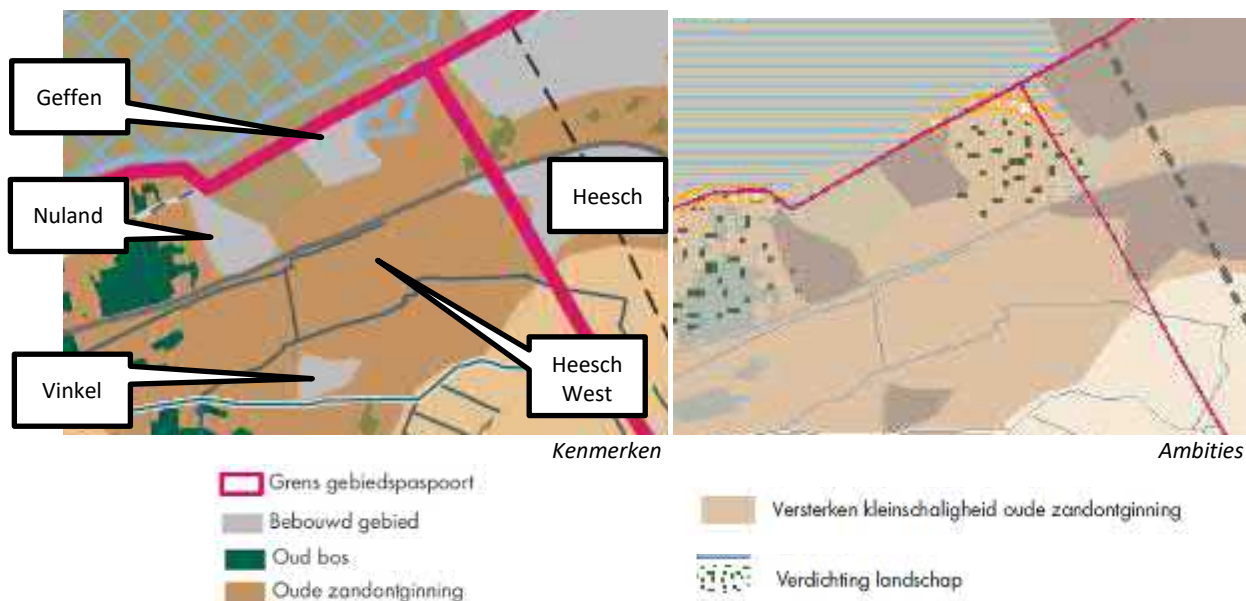 Geffen
Nuland
Heesch
Vinkel
Heesch
West
Kenmerken
Ambities
Grens gebiedspaspoort
Bebouwd gebied
Oud bos
Oude zandontginning
Versterken kleinschaligheid oude zandontginning
Verdichting landschap